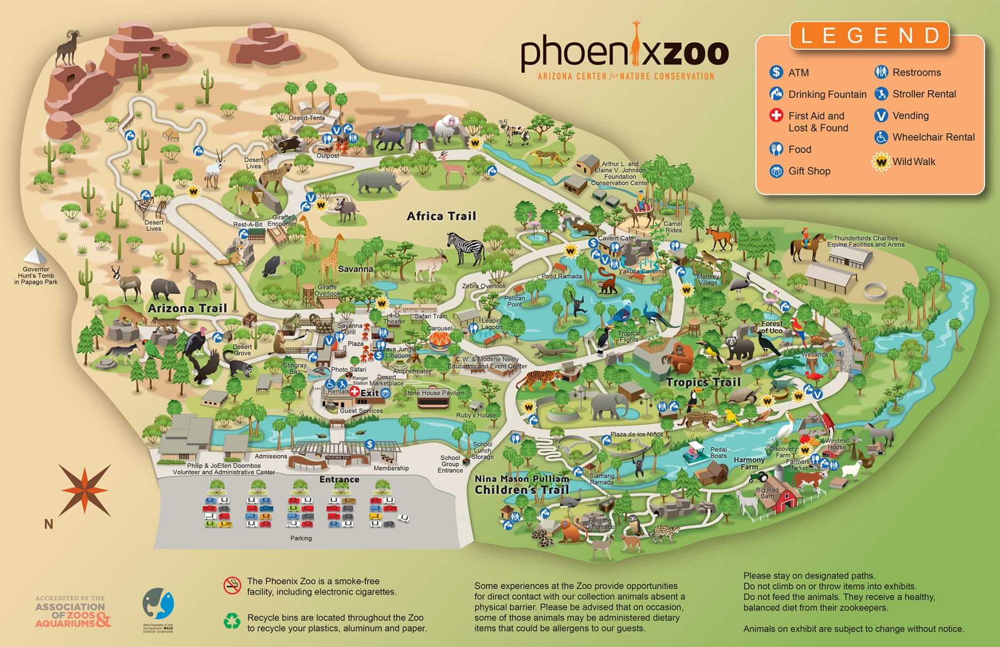 phoenixzoo
ARIZONA CENTER for NATURE CONSERVATION
LEGEND
$ ATM
Drinking Fountain
First Aid and
Lost & Found
Food
Gift Shop
Restrooms
Stroller Rental
V Vending
Wheelchair Rental
W Wild Walk
Desert Tents
V
Outpost
W
Desert
Lives
Arthur L. and
Elaine V. Johnson
Foundation
Conservation Center
W
V
W
Desert
Lives
Rest-A-Bit
Giraffe
Encounter
Africa Trail
Camel
Rides
Cavern Café
$
V
W
Yakulla Caverns
Thunderbirds Charities
Equine Facilities and Arena
Governor
Hunt's Tomb
in Papago Park
Savanna
Podd Ramada
Monkey
Village
W
Giraffe
Overlook
Zebra Overlook
Pelican
Point
W
Arizona Trail
4-D
Theater
Safari Train
Savanna
Grill
V
Plaza
Carousel
Leapin'
Lagoon
Tropical
Flights
Forest
of Uco
Desert
Grove
Java Jungle
Libations
$
Wetlands
Stingray
Bay
Photo Safari
Amphitheater
C.W. & Modene Neely
Education and Event Center
Ranger
Station
Desert
Marketplace
Rentals
Exit
Stone House Pavilion
Tropics Trail
W
W
V
W
Guest Services
Ruby's House
Plaza de los Niños
School
Lunch
Storage
$
PHOENIX ZOO
Admissions
Membership
Philip & JoEllen Doornbos
Volunteer and Administrative Center
School
Group
Entrance
Entrance
Pedal
Boats
Discovery
Farm
W
Windmill
House
Harmony
Farm
Farmers
Market
Siamang
Ramada
Nina Mason Pulliam
Children's Trail
Big Red
Barn
Feel the
Difference
N
Parking
ACCREDITED BY THE
ASSOCIATION
OF ZOOS
AQUARIUMS &
World Association of Zoos
and Aquariums | WAZA
United for Conservation
The Phoenix Zoo is a smoke-free
facility, including electronic cigarettes.
Recycle bins are located throughout the Zoo
to recycle your plastics, aluminum and paper.
Some experiences at the Zoo provide opportunities
for direct contact with our collection animals absent a
physical barrier. Please be advised that on occasion,
some of those animals may be administered dietary
items that could be allergens to our guests.
Please stay on designated paths.
Do not climb on or throw items into exhibits.
Do not feed the animals. They receive a healthy,
balanced diet from their zookeepers.
Animals on exhibit are subject to change without notice.